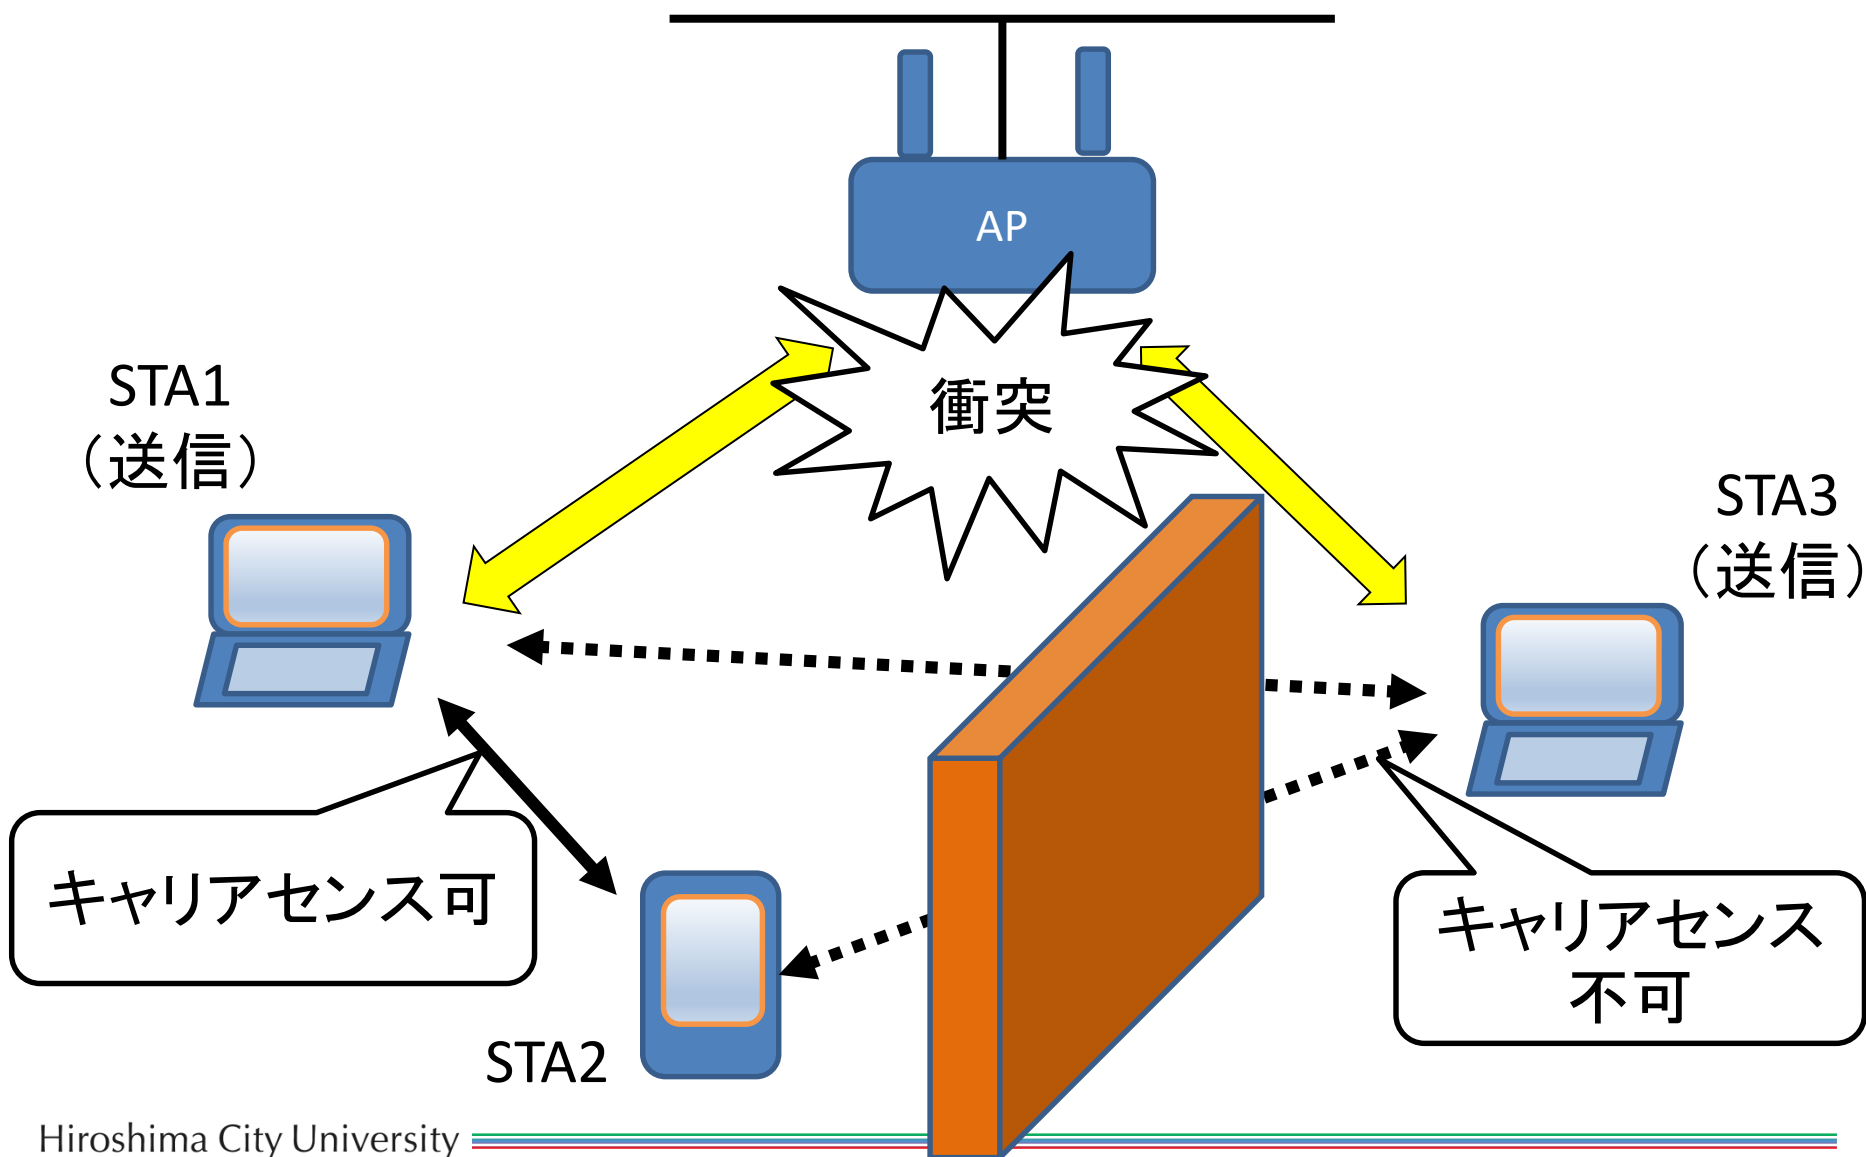 AP
衝突
STA1
（送信）
STA3
（送信）
キャリアセンス可
キャリアセンス
不可
STA2
Hiroshima City University